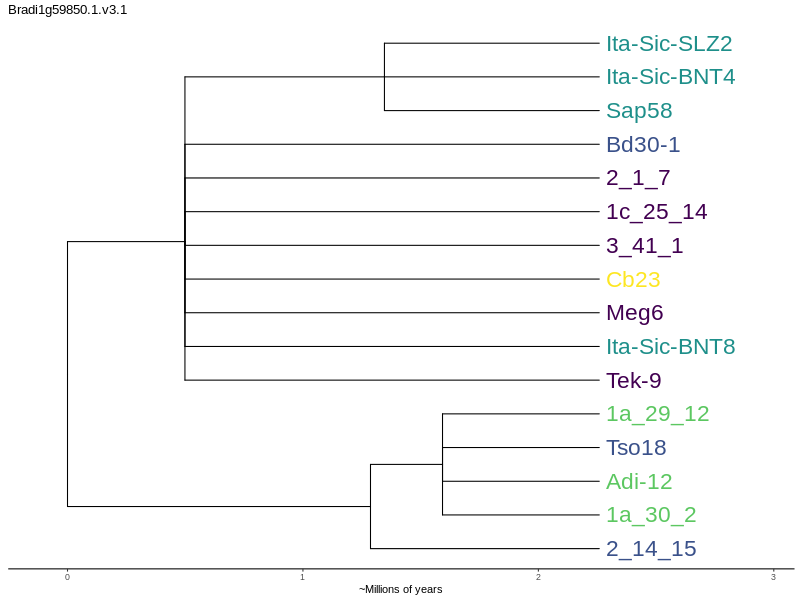 Bradi1g59850.1.v3.1
Ita-Sic-SLZ2
Ita-Sic-BNT4
Sap58
Bd30-1
2_1_7
1c_25_14
3_41_1
Cb23
Meg6
Ita-Sic-BNT8
Tek-9
1a_29_12
Tso18
Adi-12
1a_30_2
2_14_15
0 1 2 3
~Millions of years